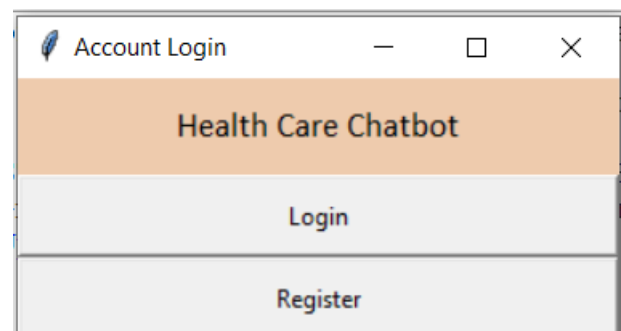 Account Login
Health Care Chatbot
Login
Register